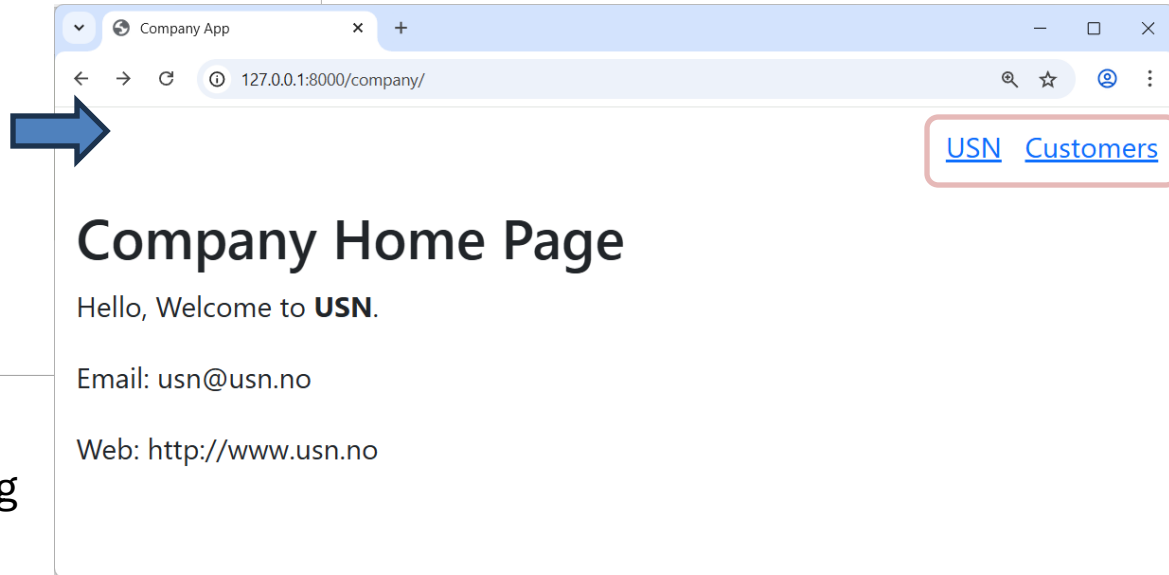 Company App
127.0.0.1:8000/company/
USN Customers
Company Home Page
Hello, Welcome to USN.
Email: usn@usn.no
Web: http://www.usn.no
g